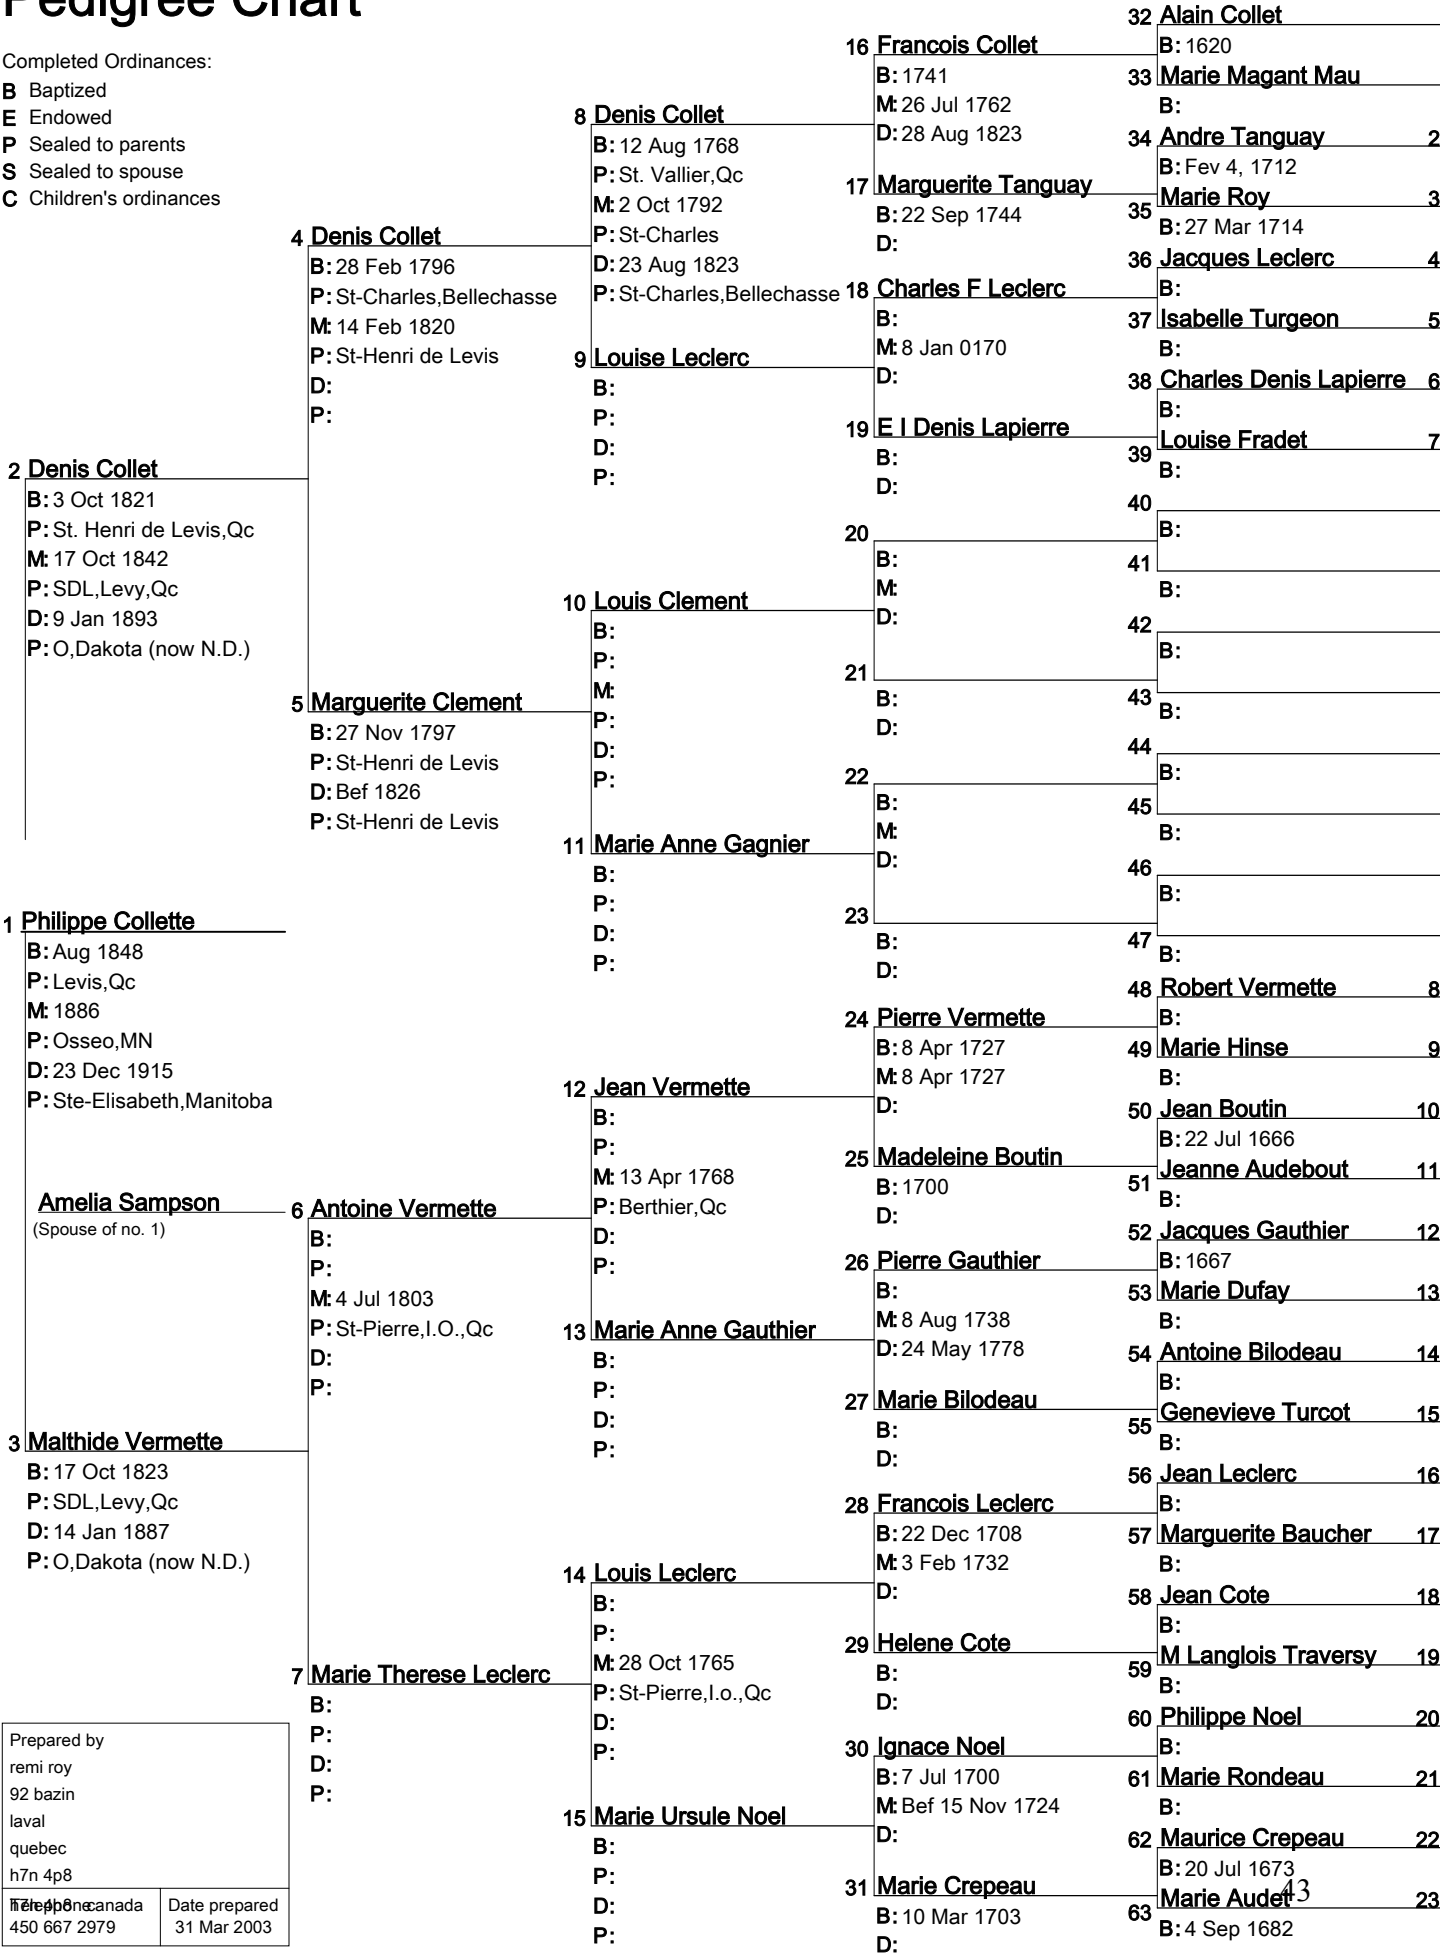 Pedigree Chart
Completed Ordinances:
B Baptized
E Endowed
P Sealed to parents
S Sealed to spouse
C Children's ordinances
1 Philippe Collette
B: Aug 1848
P: Levis,Qc
M: 1886
P: Osseo,MN
D: 23 Dec 1915
P: Ste-Elisabeth,Manitoba
Amelia Sampson
(Spouse of no. 1)
2 Denis Collet
B: 3 Oct 1821
P: St. Henri de Levis,Qc
M: 17 Oct 1842
P: SDL,Levy,Qc
D: 9 Jan 1893
P: O,Dakota (now N.D.)
3 Malthide Vermette
B: 17 Oct 1823
P: SDL,Levy,Qc
D: 14 Jan 1887
P: O,Dakota (now N.D.)
4 Denis Collet
B: 28 Feb 1796
P: St-Charles,Bellechasse
M: 14 Feb 1820
P: St-Henri de Levis
D:
P:
5 Marguerite Clement
B: 27 Nov 1797
P: St-Henri de Levis
D: Bef 1826
P: St-Henri de Levis
6 Antoine Vermette
B:
P:
M: 4 Jul 1803
P: St-Pierre,I.O.,Qc
D:
P:
7 Marie Therese Leclerc
B:
P:
D:
P:
8 Denis Collet
B: 12 Aug 1768
P: St. Vallier,Qc
M: 2 Oct 1792
P: St-Charles
D: 23 Aug 1823
P: St-Charles,Bellechasse
9 Louise Leclerc
B:
P:
D:
P:
10 Louis Clement
B:
P:
M:
P:
D:
P:
11 Marie Anne Gagnier
B:
P:
D:
P:
12 Jean Vermette
B:
P:
M: 13 Apr 1768
P: Berthier,Qc
D:
P:
13 Marie Anne Gauthier
B:
P:
D:
P:
14 Louis Leclerc
B:
P:
M: 28 Oct 1765
P: St-Pierre,I.o.,Qc
D:
P:
15 Marie Ursule Noel
B:
P:
D:
P:
16 Francois Collet
B: 1741
M: 26 Jul 1762
D: 28 Aug 1823
17 Marguerite Tanguay
B: 22 Sep 1744
D:
18 Charles F Leclerc
B:
M: 8 Jan 0170
D:
19 E I Denis Lapierre
B:
D:
20
B:
M:
D:
21
B:
D:
22
B:
M:
D:
23
B:
D:
24 Pierre Vermette
B: 8 Apr 1727
M: 8 Apr 1727
D:
25 Madeleine Boutin
B: 1700
D:
26 Pierre Gauthier
B:
M: 8 Aug 1738
D: 24 May 1778
27 Marie Bilodeau
B:
D:
28 Francois Leclerc
B: 22 Dec 1708
M: 3 Feb 1732
D:
29 Helene Cote
B:
D:
30 Ignace Noel
B: 7 Jul 1700
M: Bef 15 Nov 1724
D:
31 Marie Crepeau
B: 10 Mar 1703
D:
32 Alain Collet
B: 1620
33 Marie Magant Mau
B:
34 Andre Tanguay 2
B: Fev 4, 1712
35 Marie Roy 3
B: 27 Mar 1714
36 Jacques Leclerc 4
B:
37 Isabelle Turgeon 5
B:
38 Charles Denis Lapierre 6
B:
39 Louise Fradet 7
B:
40
B:
41
B:
42
B:
43
B:
44
B:
45
B:
46
B:
47
B:
48 Robert Vermette 8
B:
49 Marie Hinse 9
B:
50 Jean Boutin 10
B: 22 Jul 1666
51 Jeanne Audebout 11
B:
52 Jacques Gauthier 12
B: 1667
53 Marie Dufay 13
B:
54 Antoine Bilodeau 14
B:
55 Genevieve Turcot 15
B:
56 Jean Leclerc 16
B:
57 Marguerite Baucher 17
B:
58 Jean Cote 18
B:
59 M Langlois Traversy 19
B:
60 Philippe Noel 20
B:
61 Marie Rondeau 21
B:
62 Maurice Crepeau 22
B: 20 Jul 1673
63 Marie Audet 23
B: 4 Sep 1682
43
Prepared by
remi roy
92 bazin
laval
quebec
h7n 4p8
canada
450 667 2979
Date prepared
31 Mar 2003